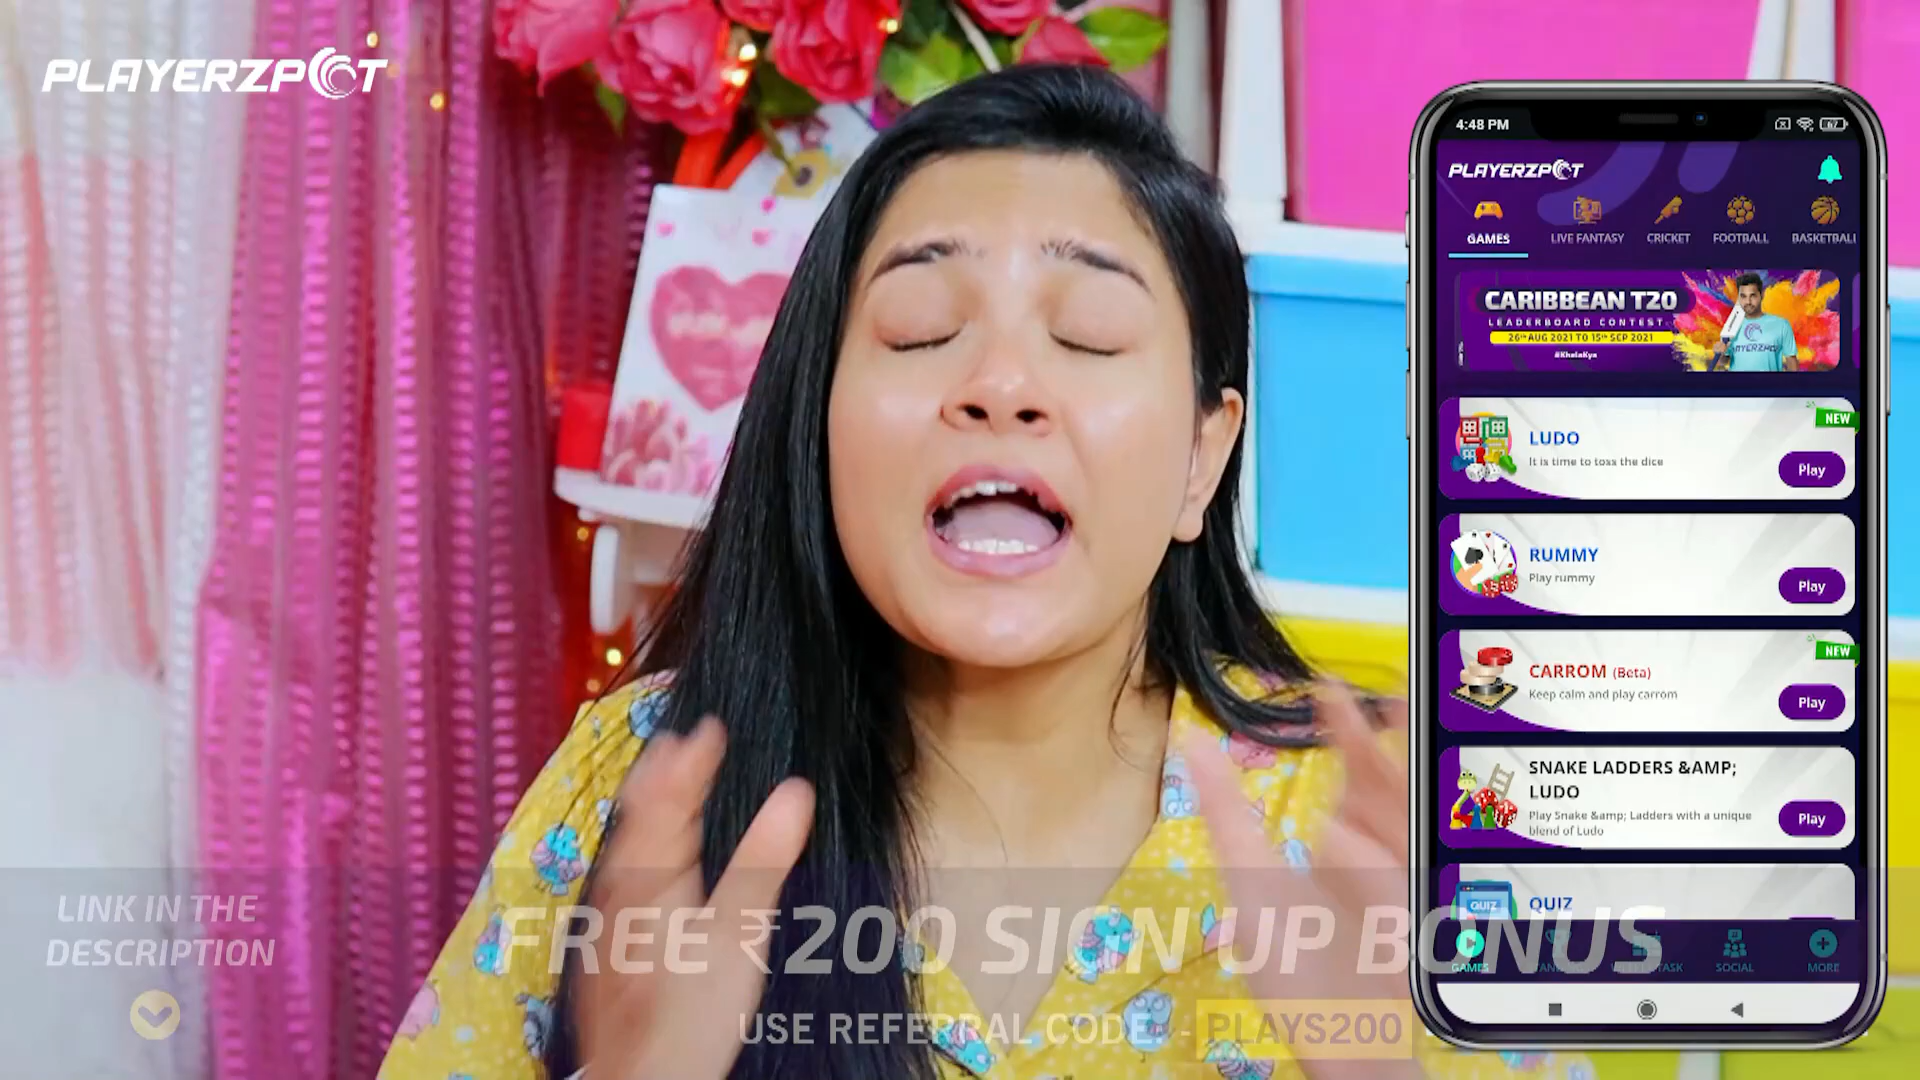 PLAYERZPOT
4:48 PM
67
PLAYERZPOT
GAMES
LIVE FANTASY
CRICKET
FOOTBALL
BASKETBALL
CARIBBEAN T20
LEADERBOARD CONTEST
26TH AUG 2021 TO 15TH SEP 2021
#KheloKya
LUDO
NEW
It is time to toss the dice
Play
RUMMY
Play rummy
Play
CARROM (Beta)
NEW
Keep calm and play carrom
Play
SNAKE LADDERS &AMP;
LUDO
Play Snake &amp; Ladders with a unique
blend of Ludo
Play
QUIZ
QUIZ
GAMES
TASK
SOCIAL
MORE
LINK IN THE
DESCRIPTION
FREE ₹200 SIGN UP BONUS
USE REFERRAL CODE:- PLAYS200